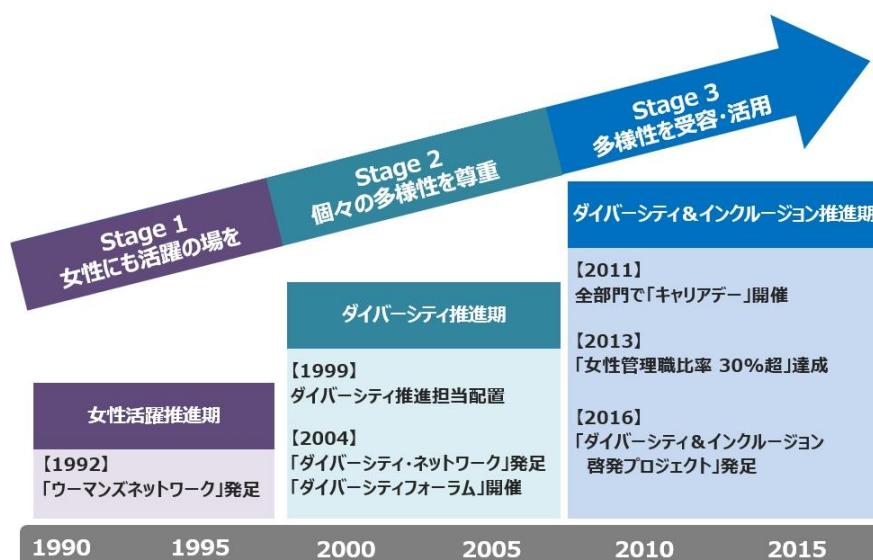 Stage 1
女性にも活躍の場を
Stage 2
個々の多様性を尊重
Stage 3
多様性を受容・活用
女性活躍推進期
【1992】
「ウーマンズネットワーク」発足
ダイバーシティ推進期
【1999】
ダイバーシティ推進担当配置
【2004】
「ダイバーシティ・ネットワーク」発足
「ダイバーシティフォーラム」開催
ダイバーシティ&インクルージョン推進期
【2011】
全部門で「キャリアデー」開催
【2013】
「女性管理職比率 30%超」達成
【2016】
「ダイバーシティ&インクルージョン
啓発プロジェクト」発足
1990 1995 2000 2005 2010 2015